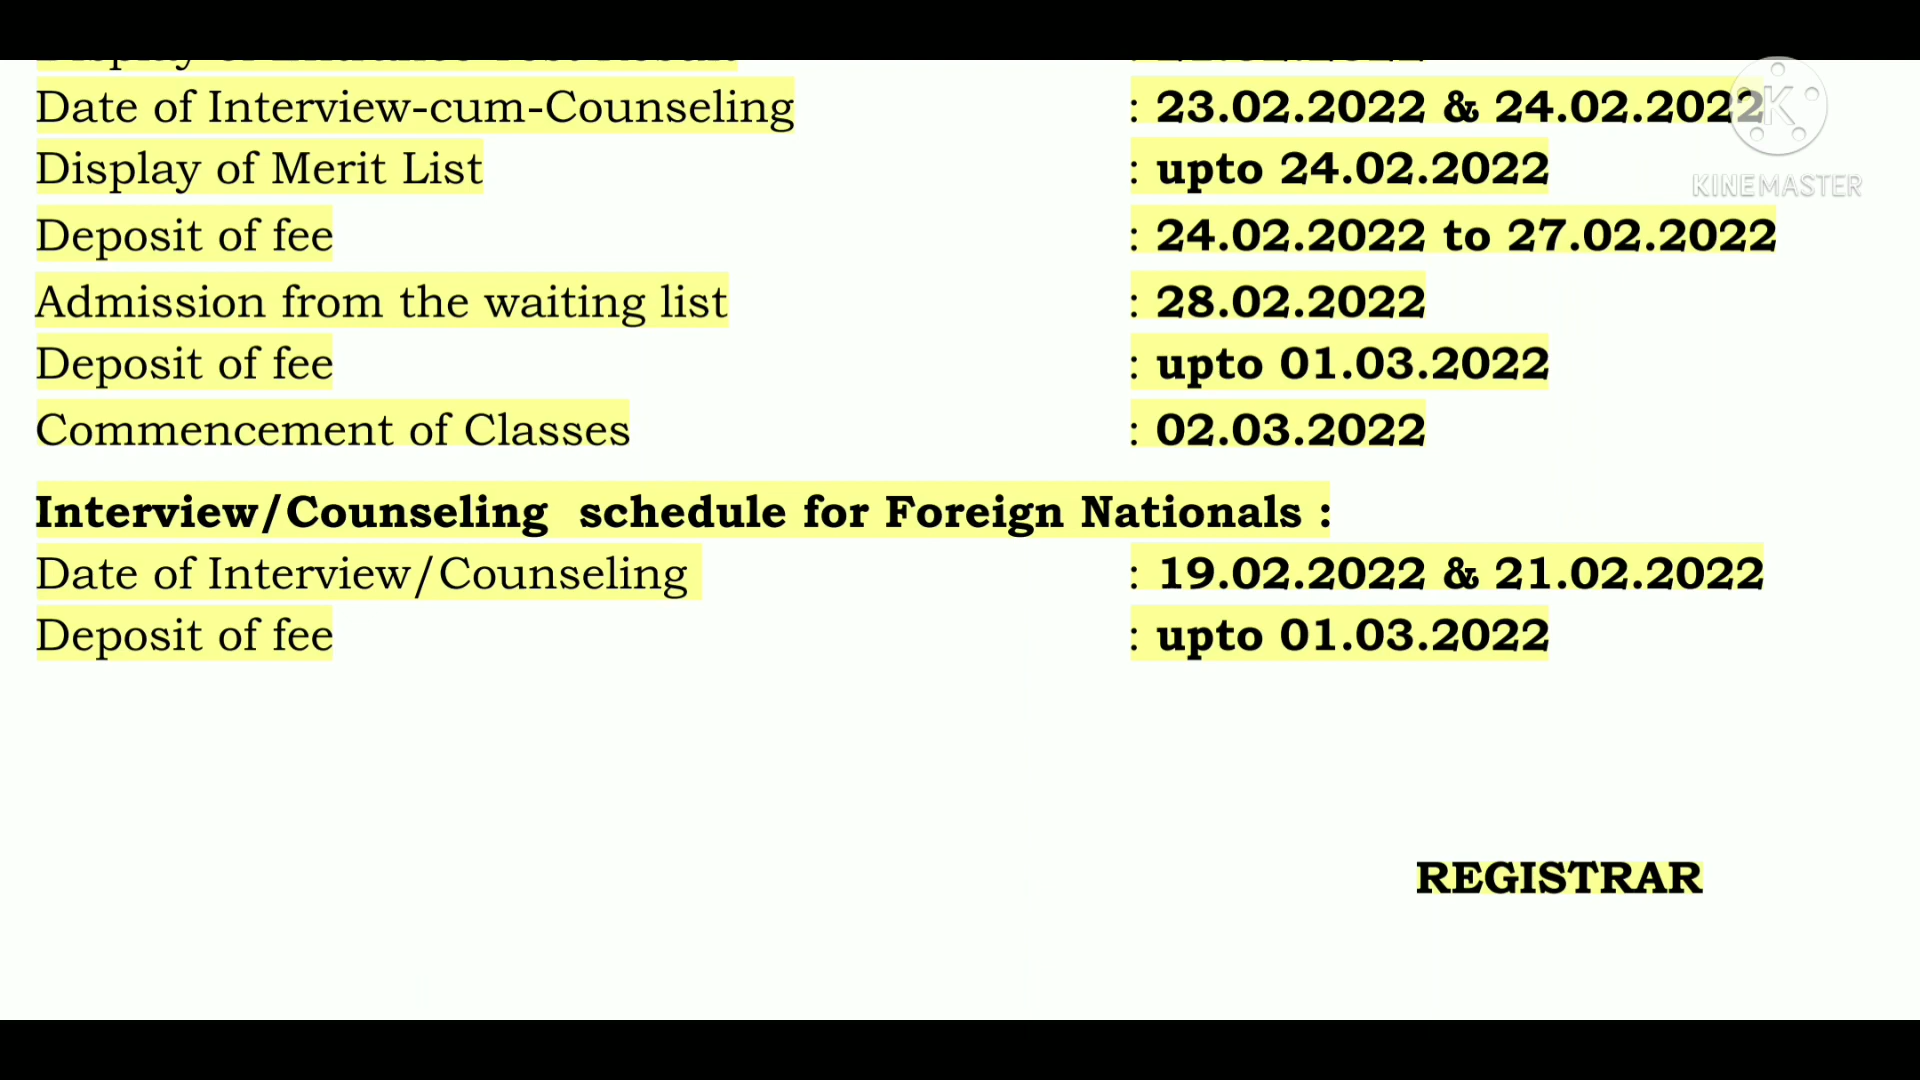 Date of Interview-cum-Counseling : 23.02.2022 & 24.02.2022
Display of Merit List : upto 24.02.2022
KINEMASTER
Deposit of fee : 24.02.2022 to 27.02.2022
Admission from the waiting list : 28.02.2022
Deposit of fee : upto 01.03.2022
Commencement of Classes : 02.03.2022
Interview/Counseling schedule for Foreign Nationals :
Date of Interview/Counseling : 19.02.2022 & 21.02.2022
Deposit of fee : upto 01.03.2022
REGISTRAR